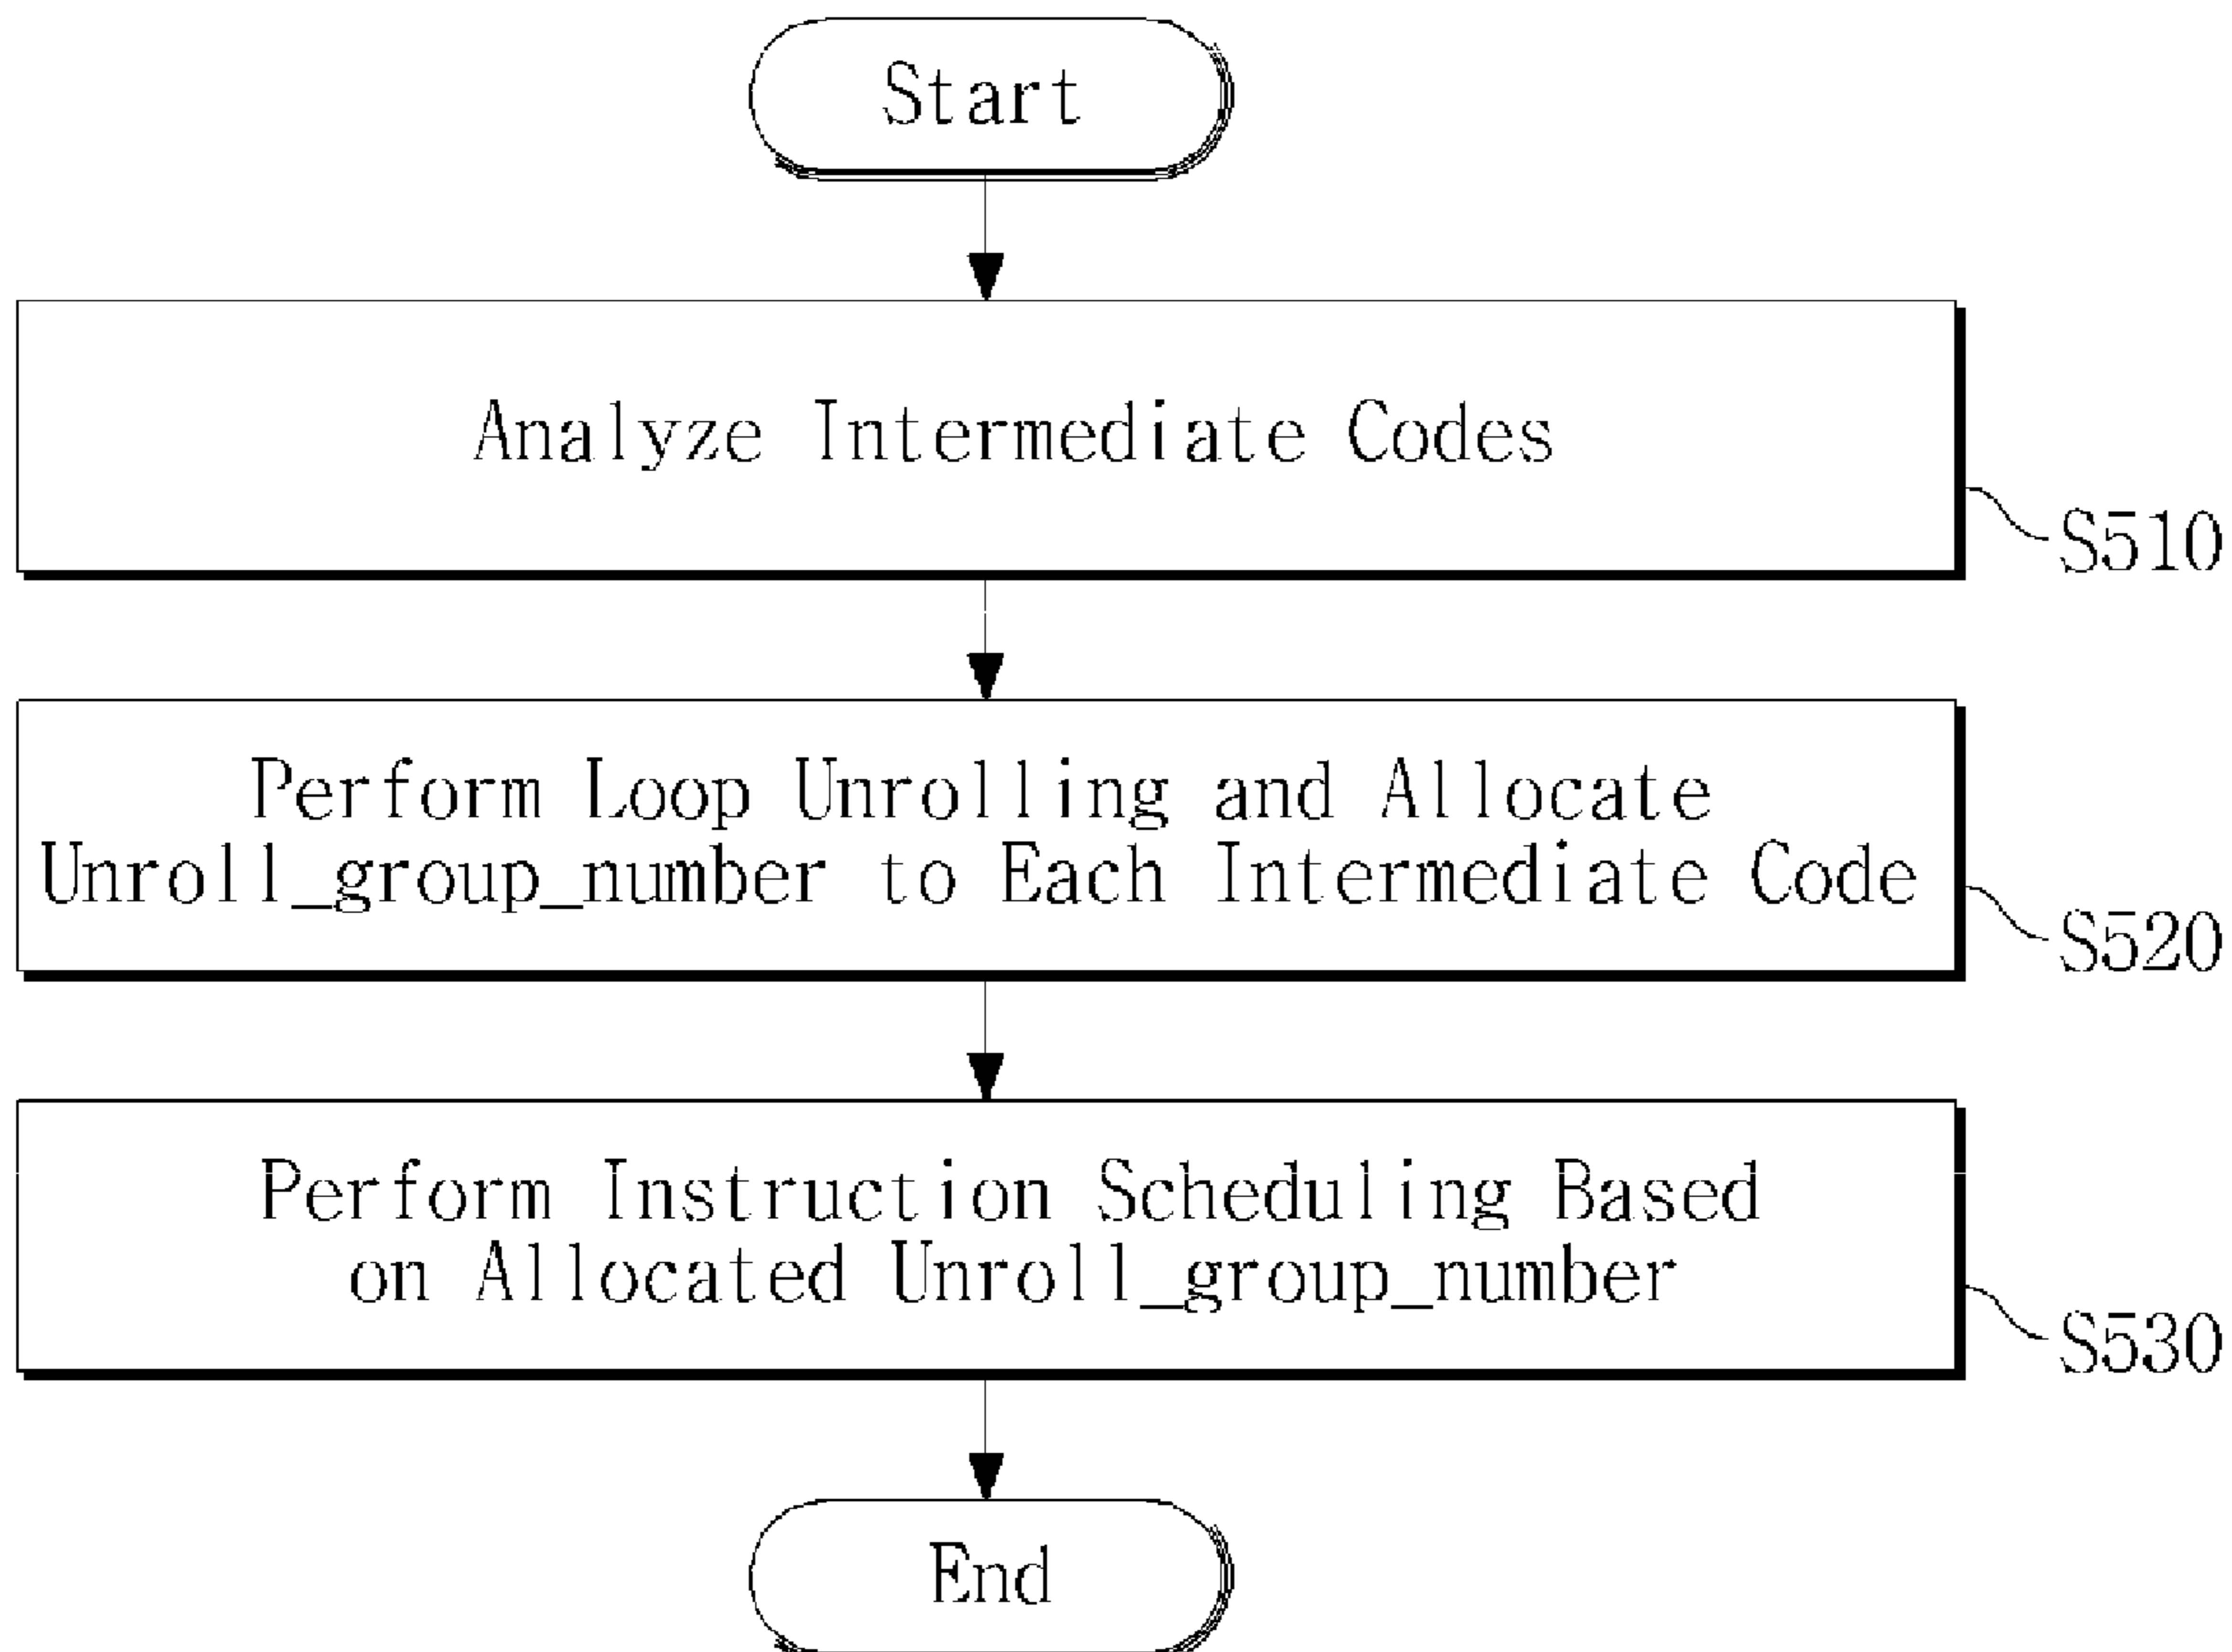 Start
Analyze Intermediate Codes
S510
Perform Loop Unrolling and Allocate
Unroll_group_number to Each Intermediate Code
S520
Perform Instruction Scheduling Based
on Allocated Unroll_group_number
S530
End